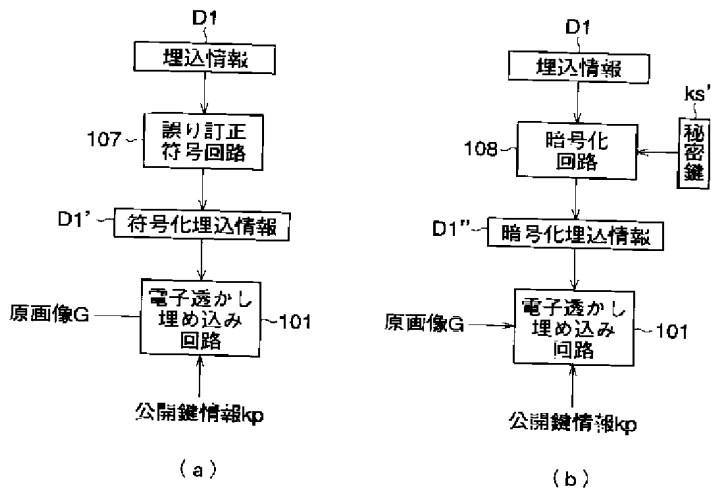 D1
埋込情報
107
誤り訂正
符号回路
D1'
符号化埋込情報
原画像G
電子透かし
埋め込み
回路
101
公開鍵情報kp
(a)
D1
埋込情報
ks'
秘密鍵
108
暗号化
回路
D1''
暗号化埋込情報
原画像G
電子透かし
埋め込み
回路
101
公開鍵情報kp
(b)